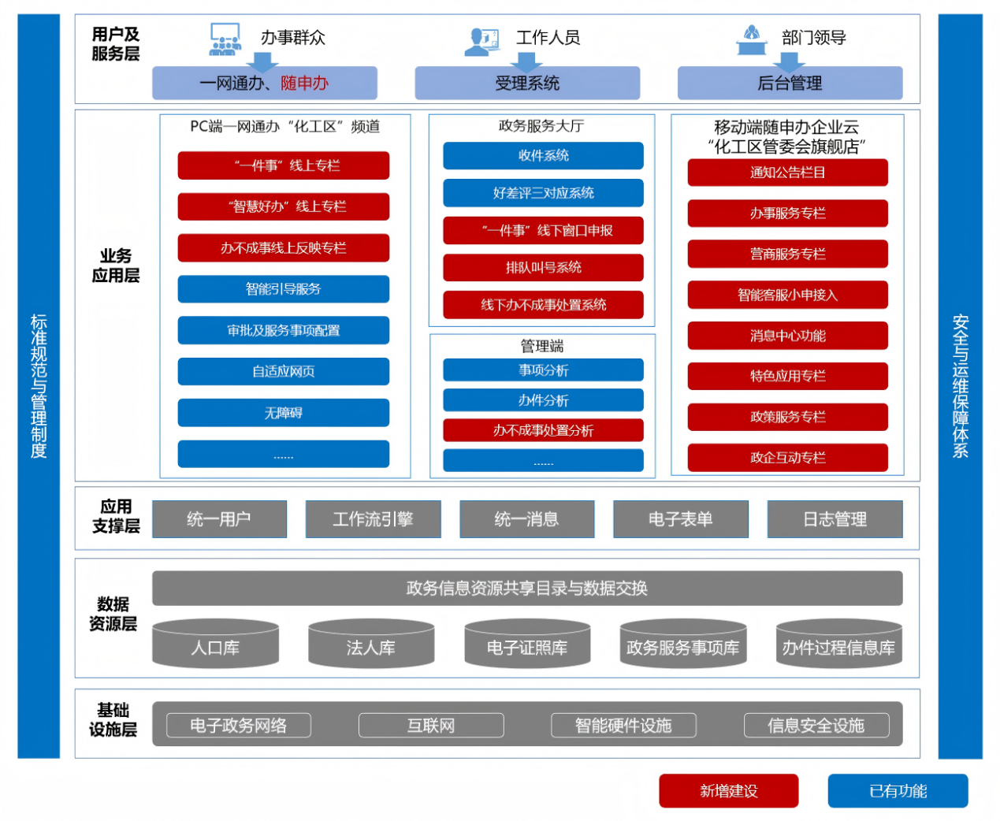 标准规范与管理制度
用户及
服务层
办事群众
工作人员
部门领导
一网通办、随申办
受理系统
后台管理
业务
应用层
PC端一网通办“化工区”频道
“一件事”线上专栏
“智慧好办”线上专栏
办不成事线上反映专栏
智能引导服务
审批及服务事项配置
自适应网页
无障碍
......
政务服务大厅
收件系统
好差评三对应系统
“一件事”线下窗口申报
排队叫号系统
线下办不成事处置系统
管理端
事项分析
办件分析
办不成事处置分析
......
移动端随申办企业云
“化工区管委会旗舰店”
通知公告栏目
办事服务专栏
营商服务专栏
智能客服小申接入
消息中心功能
特色应用专栏
政策服务专栏
政企互动专栏
应用
支撑层
统一用户
工作流引擎
统一消息
电子表单
日志管理
数据
资源层
政务信息资源共享目录与数据交换
人口库
法人库
电子证照库
政务服务事项库
办件过程信息库
基础
设施层
电子政务网络
互联网
智能硬件设施
信息安全设施
安全与运维保障体系
新增建设
已有功能